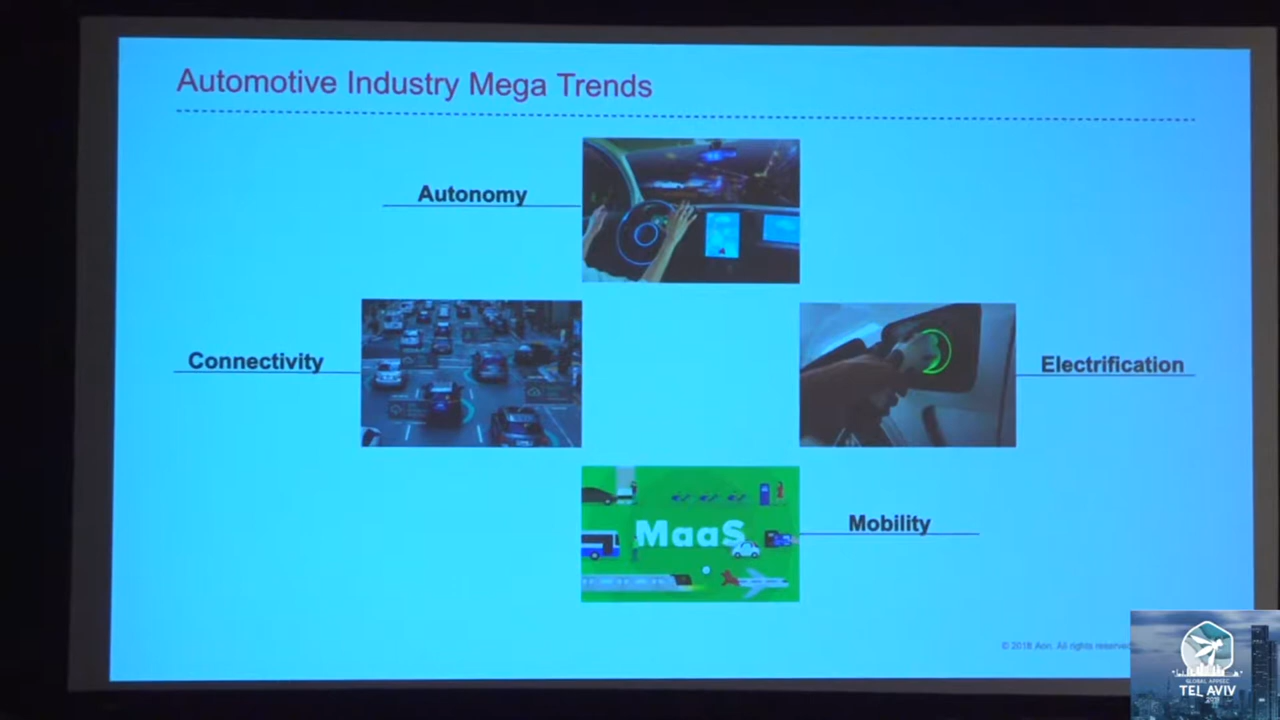 Automotive Industry Mega Trends
Autonomy
Connectivity
Electrification
MaaS
Mobility
© 2018 Aon. All rights reserved
GLOBAL APPSEC
TEL AVIV